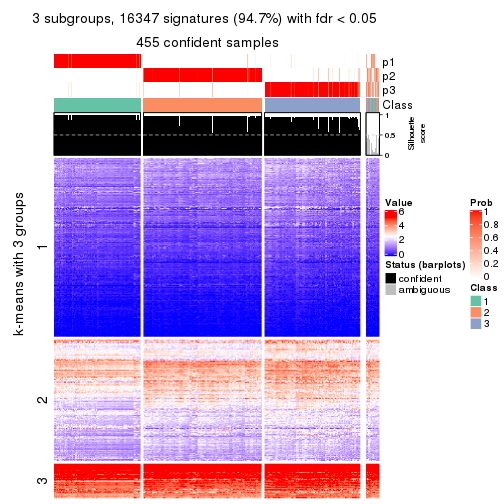 3 subgroups, 16347 signatures (94.7%) with fdr < 0.05
455 confident samples
p1
p2
p3
Class
1
0.5
0
Silhouette
score
k-means with 3 groups
1
2
3
Value
6
4
2
0
Status (barplots)
confident
ambiguous
Prob
1
0.8
0.6
0.4
0.2
0
Class
1
2
3